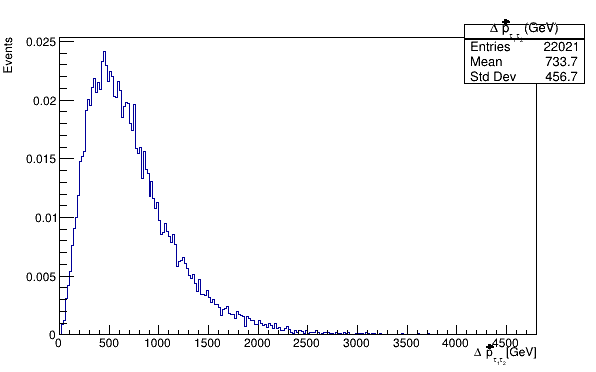 Δ p⃗ τ₁τ₂ (GeV)
Entries 22021
Mean 733.7
Std Dev 456.7
Events
0.025
0.02
0.015
0.01
0.005
0
0 500 1000 1500 2000 2500 3000 3500 4000 4500
Δ p⃗ τ₁τ₂ [GeV]